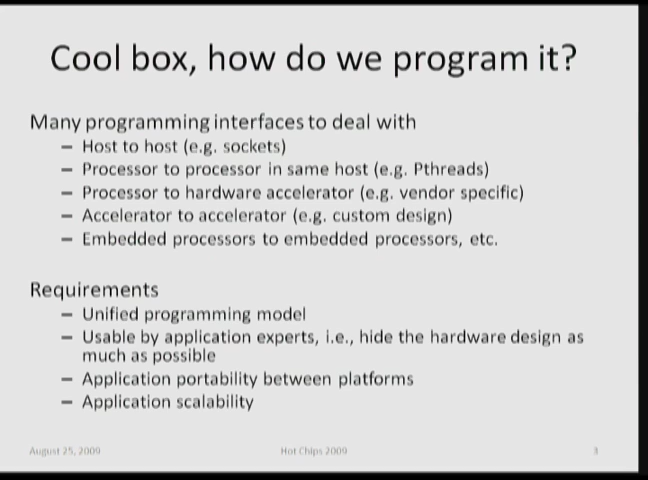 Cool box, how do we program it?
Many programming interfaces to deal with
– Host to host (e.g. sockets)
– Processor to processor in same host (e.g. Pthreads)
– Processor to hardware accelerator (e.g. vendor specific)
– Accelerator to accelerator (e.g. custom design)
– Embedded processors to embedded processors, etc.
Requirements
– Unified programming model
– Usable by application experts, i.e., hide the hardware design as
much as possible
– Application portability between platforms
– Application scalability
August 25, 2009 Hot Chips 2009 3